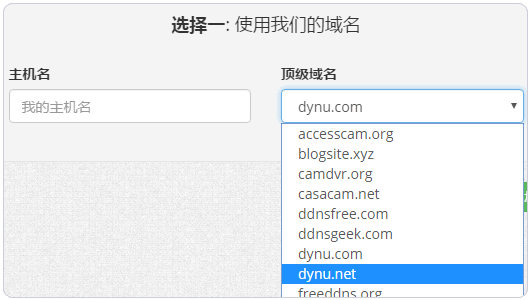 选择一: 使用我们的域名
主机名
顶级域名
我的主机名
dynu.com
accesscam.org
blogsite.xyz
camdvr.org
casacam.net
ddnsfree.com
ddnsgeek.com
dynu.com
dynu.net
freeddns.org